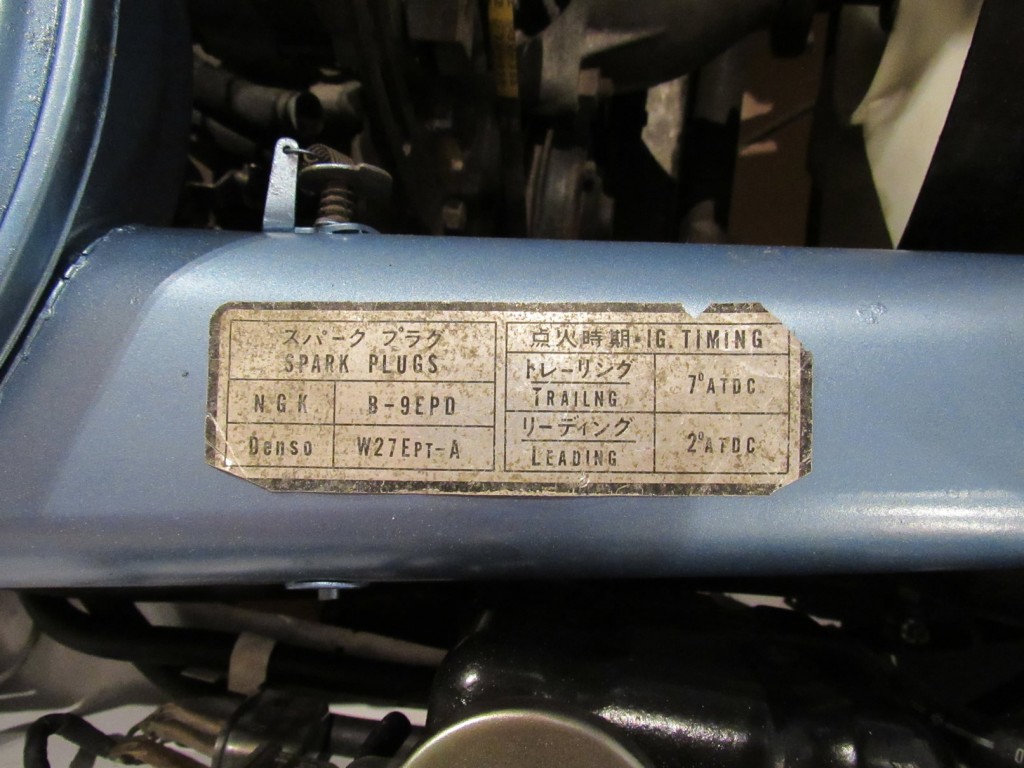 スパーク プラグ
SPARK PLUGS
NGK B-9EPD
Denso W27EPT-A
点火時期・IG. TIMING
トレーリング
TRAILNG
7°ATDC
リーディング
LEADING
2°ATDC